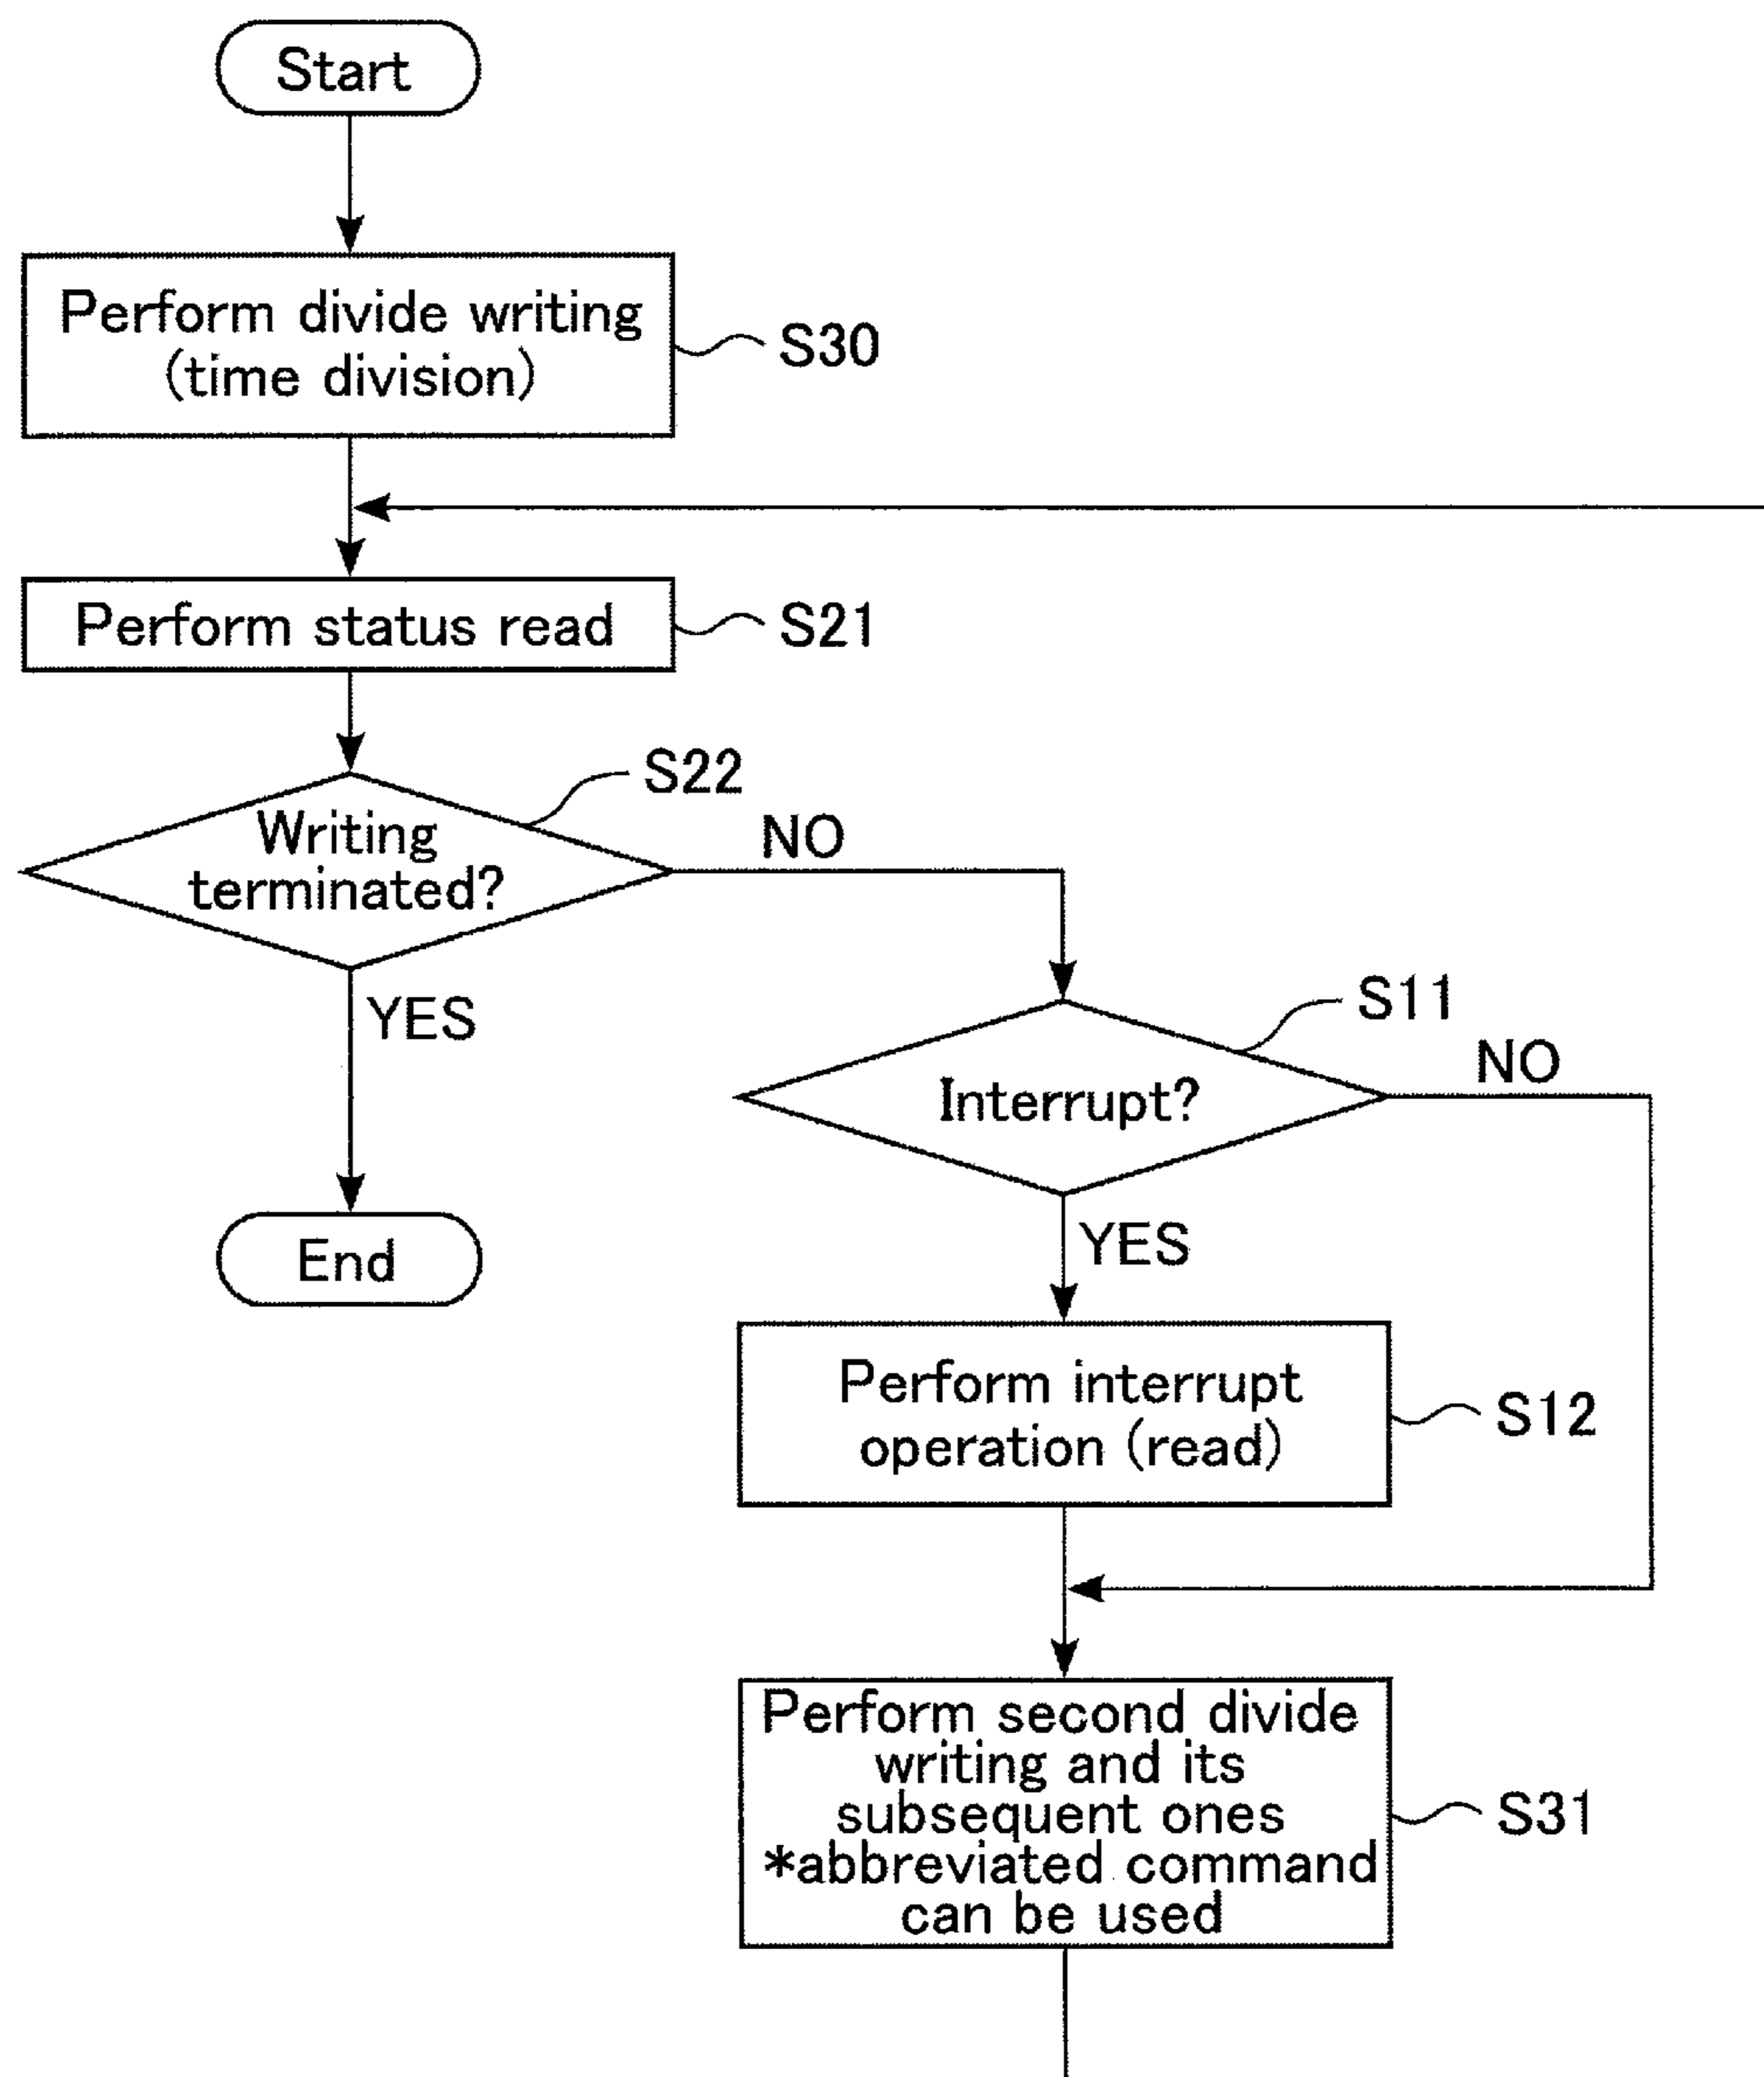 Start
Perform divide writing
(time division)
S30
Perform status read
S21
S22
Writing
terminated?
NO
YES
S11
Interrupt?
NO
YES
End
Perform interrupt
operation (read)
S12
Perform second divide
writing and its
subsequent ones
*abbreviated command
can be used
S31